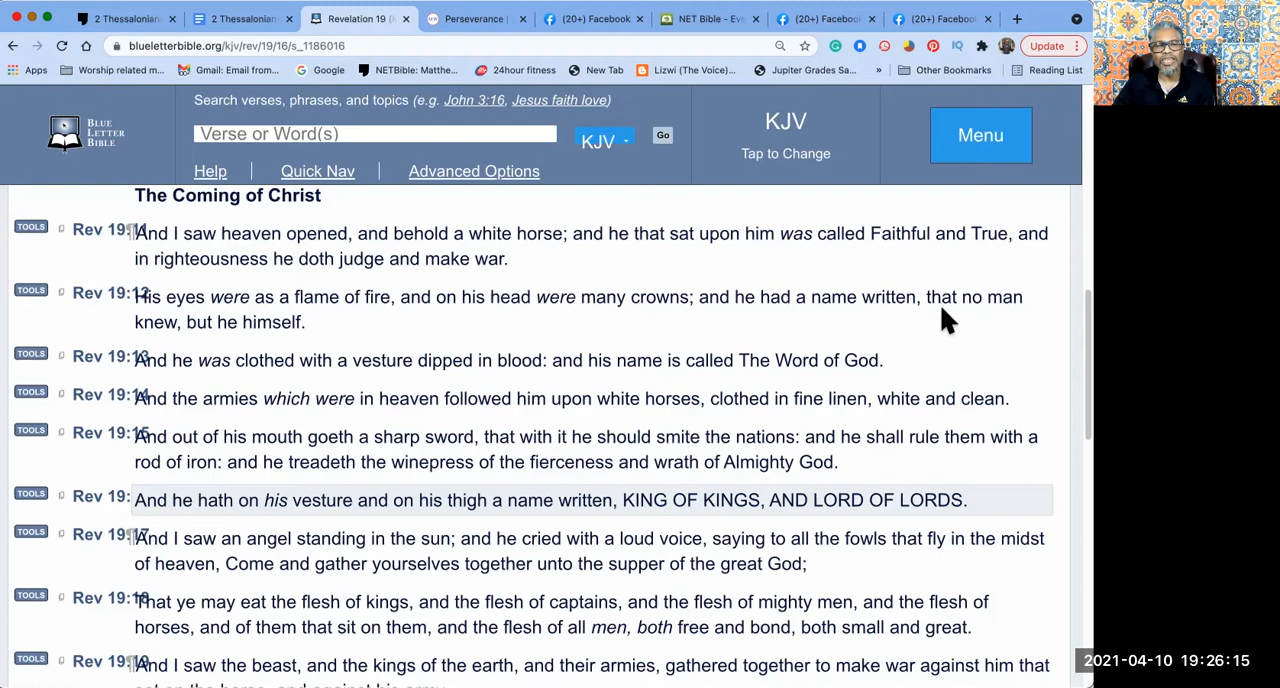 2 Thessalonians
2 Thessalonian
Revelation 19 (
Perseverance |
(20+) Facebook
NET Bible - Eve
(20+) Facebook
(20+) Facebook
blueletterbible.org/kjv/rev/19/16/s_1186016
Update
Apps
Worship related m...
Gmail: Email from...
Google
NETBible: Matthe...
24hour fitness
New Tab
Lizwi (The Voice)...
Jupiter Grades Sa...
»
Other Bookmarks
Reading List
Search verses, phrases, and topics (e.g. John 3:16, Jesus faith love)
BLUE
LETTER
BIBLE
Verse or Word(s)
KJV
Go
KJV
Tap to Change
Menu
Help
Quick Nav
Advanced Options
The Coming of Christ
TOOLS Rev 19:11 ¶ And I saw heaven opened, and behold a white horse; and he that sat upon him was called Faithful and True, and
in righteousness he doth judge and make war.
TOOLS Rev 19:12 His eyes were as a flame of fire, and on his head were many crowns; and he had a name written, that no man
knew, but he himself.
TOOLS Rev 19:13 And he was clothed with a vesture dipped in blood: and his name is called The Word of God.
TOOLS Rev 19:14 And the armies which were in heaven followed him upon white horses, clothed in fine linen, white and clean.
TOOLS Rev 19:15 And out of his mouth goeth a sharp sword, that with it he should smite the nations: and he shall rule them with a
rod of iron: and he treadeth the winepress of the fierceness and wrath of Almighty God.
TOOLS Rev 19: And he hath on his vesture and on his thigh a name written, KING OF KINGS, AND LORD OF LORDS.
TOOLS Rev 19:17 ¶ And I saw an angel standing in the sun; and he cried with a loud voice, saying to all the fowls that fly in the midst
of heaven, Come and gather yourselves together unto the supper of the great God;
TOOLS Rev 19:18 That ye may eat the flesh of kings, and the flesh of captains, and the flesh of mighty men, and the flesh of
horses, and of them that sit on them, and the flesh of all men, both free and bond, both small and great.
TOOLS Rev 19:19 And I saw the beast, and the kings of the earth, and their armies, gathered together to make war against him that
2021-04-10 19:26:15